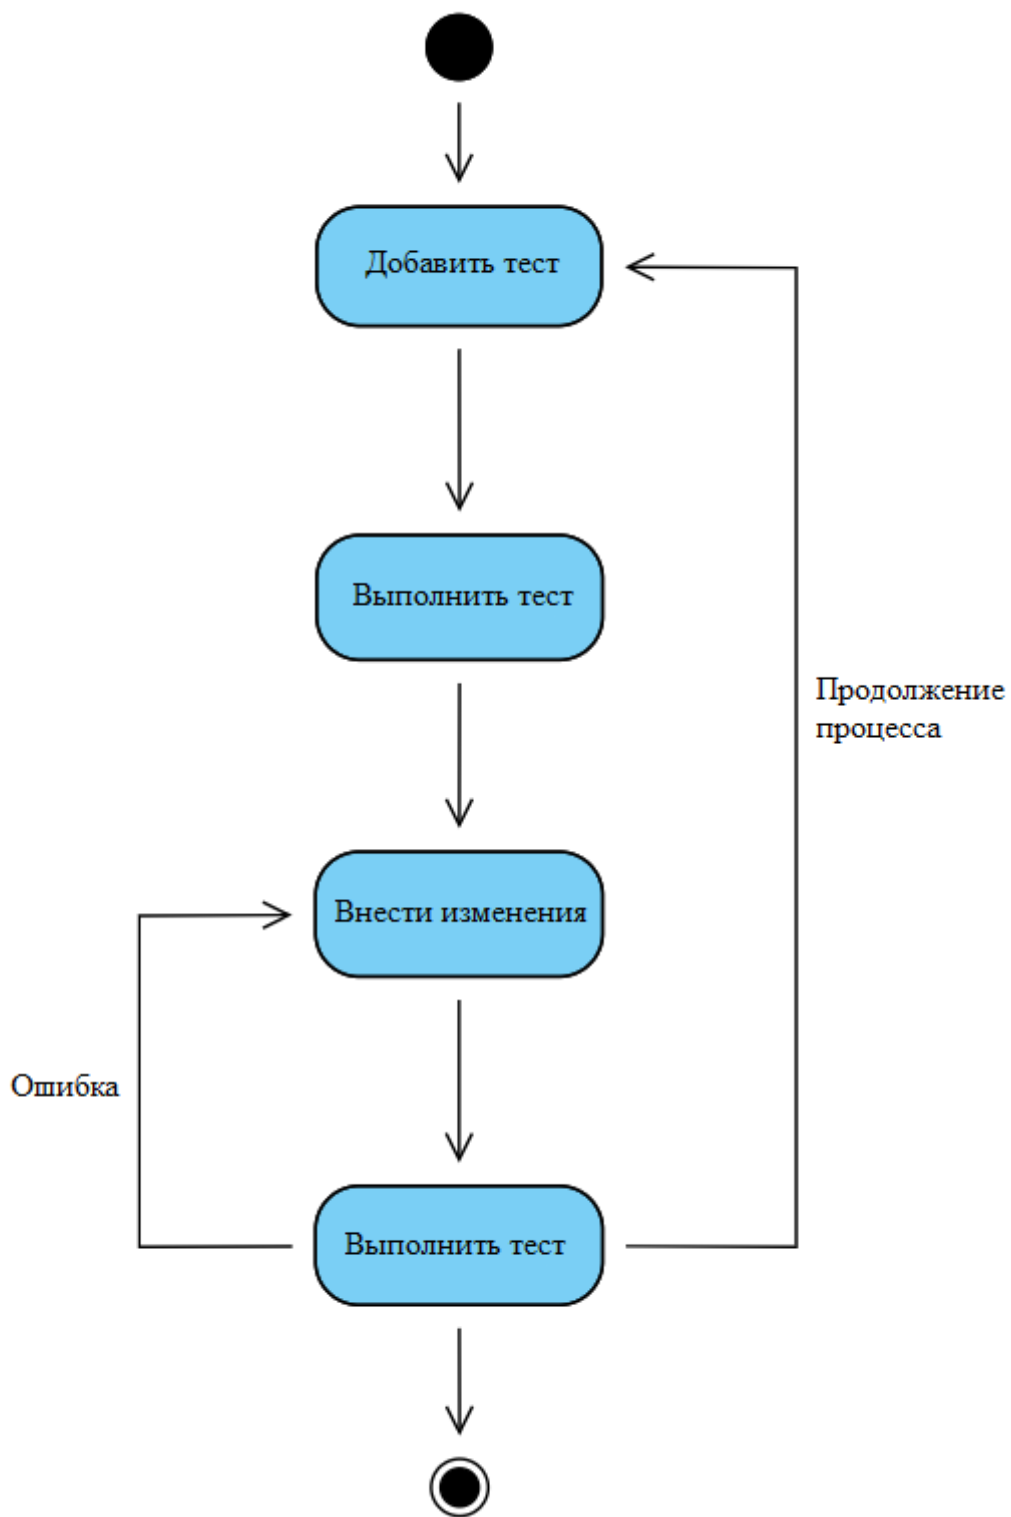 Добавить тест
Выполнить тест
Продолжение
процесса
Внести изменения
Ошибка
Выполнить тест